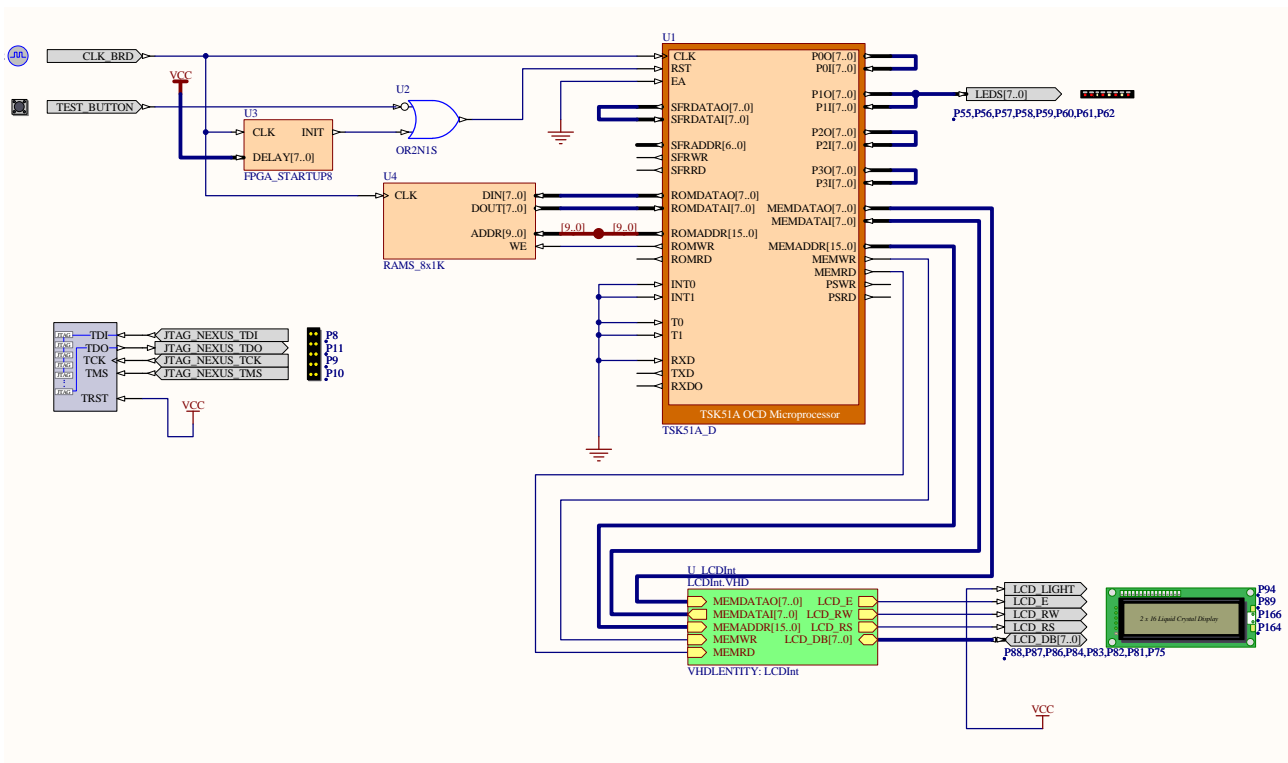 CLK_BRD
VCC
TEST_BUTTON
U2
OR2N1S
U3
CLK INIT
DELAY[7..0]
FPGA_STARTUP8
U4
CLK DIN[7..0]
DOUT[7..0]
ADDR[9..0]
WE
RAMS_8x1K
[9..0] [9..0]
U1
CLK P0O[7..0]
RST P0I[7..0]
EA
P1O[7..0]
SFRDATAO[7..0] P1I[7..0]
SFRDATAI[7..0]
P2O[7..0]
SFRADDR[6..0] P2I[7..0]
SFRWR
SFRRD P3O[7..0]
P3I[7..0]
ROMDATAO[7..0]
ROMDATAI[7..0] MEMDATAO[7..0]
MEMDATAI[7..0]
ROMADDR[15..0]
ROMWR MEMADDR[15..0]
ROMRD MEMWR
MEMRD
INT0 PSWR
INT1 PSRD
T0
T1
RXD
TXD
RXDO
TSK51A OCD Microprocessor
TSK51A_D
LEDS[7..0]
P55,P56,P57,P58,P59,P60,P61,P62
JTAG
JTAG
JTAG
JTAG
JTAG
JTAG
TDI JTAG_NEXUS_TDI P8
TDO JTAG_NEXUS_TDO P11
TCK JTAG_NEXUS_TCK P9
TMS JTAG_NEXUS_TMS P10
TRST
VCC
U_LCDInt
LCDInt.VHD
MEMDATAO[7..0] LCD_E
MEMDATAI[7..0] LCD_RW
MEMADDR[15..0] LCD_RS
MEMWR LCD_DB[7..0]
MEMRD
VHDLENTITY: LCDInt
LCD_LIGHT P94
LCD_E P89
LCD_RW P166
LCD_RS P164
LCD_DB[7..0]
P88,P87,P86,P84,P83,P82,P81,P75
2 x 16 Liquid Crystal Display
VCC